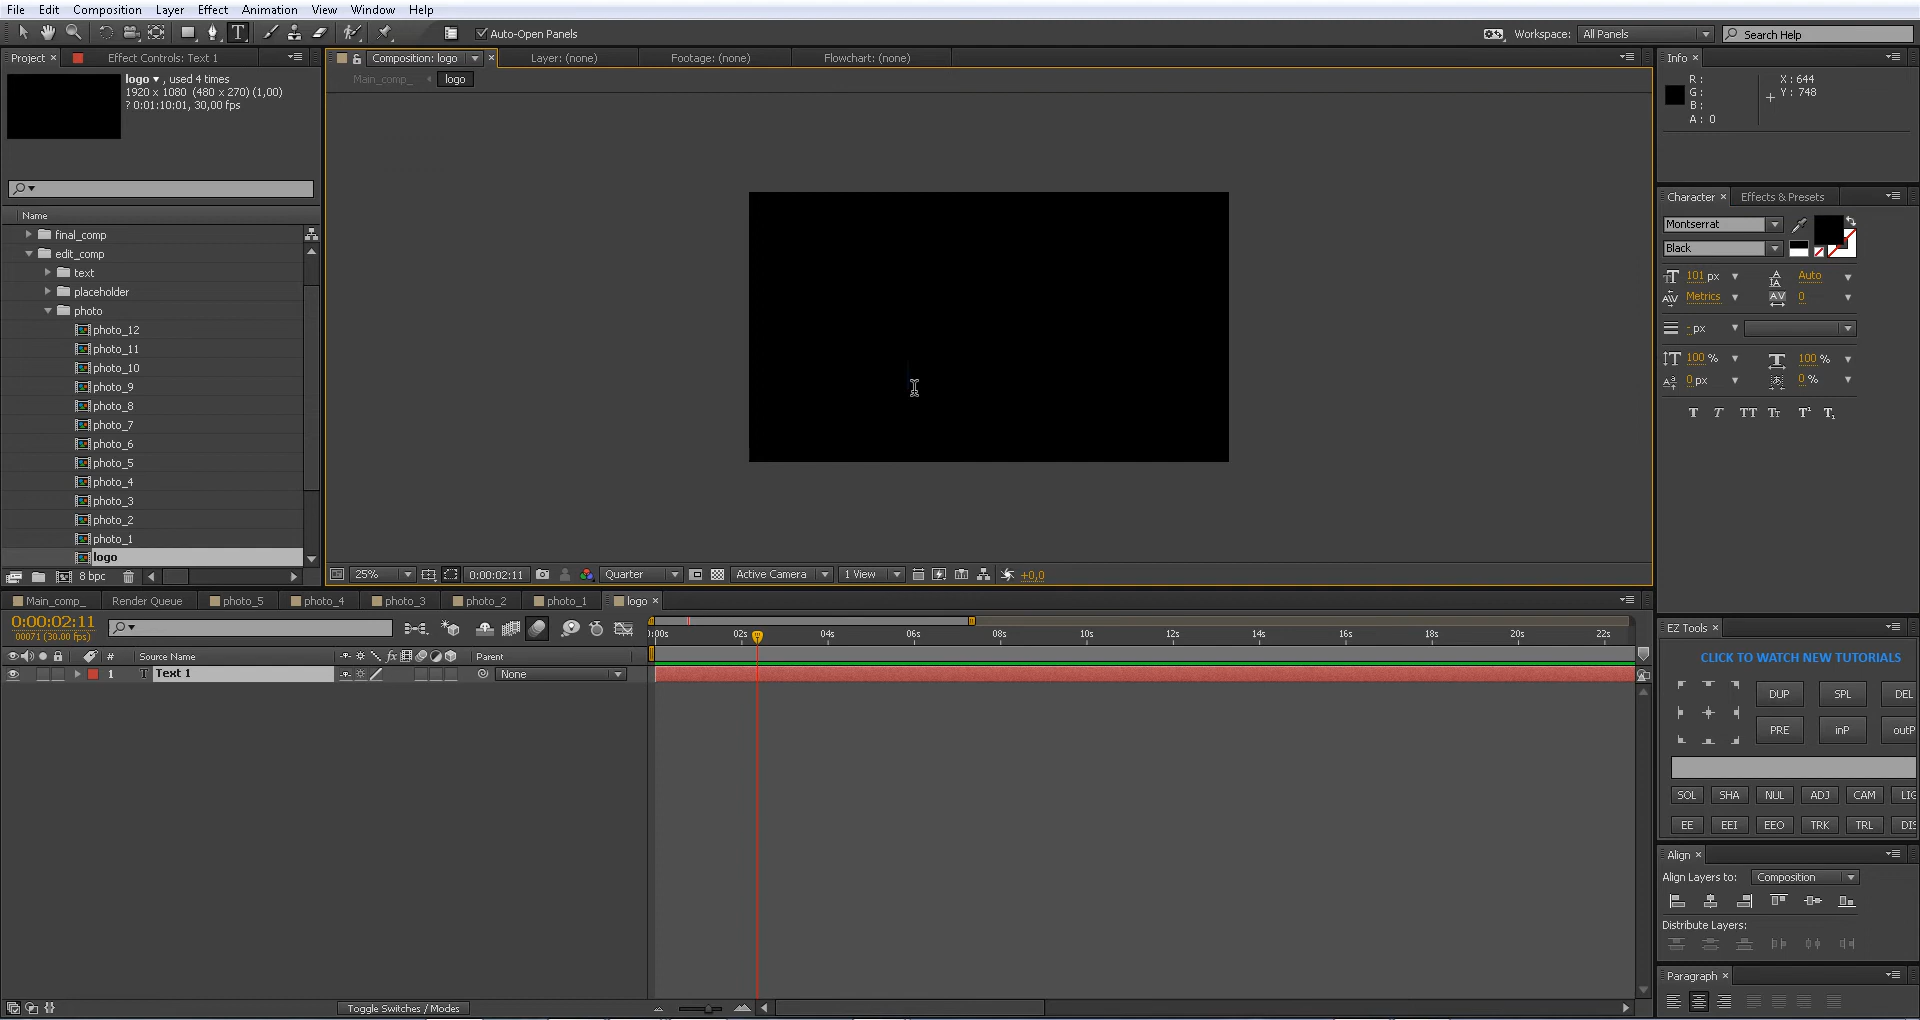 File Edit Composition Layer Effect Animation View Window Help
Auto-Open Panels
Workspace: All Panels
Search Help
Project × Effect Controls: Text 1
logo ▾, used 4 times
1920 x 1080 (480 x 270) (1,00)
? 0:01:10:01, 30,00 fps
Name
final_comp
edit_comp
text
placeholder
photo
photo_12
photo_11
photo_10
photo_9
photo_8
photo_7
photo_6
photo_5
photo_4
photo_3
photo_2
photo_1
logo
8 bpc
Composition: logo × Layer: (none) Footage: (none) Flowchart: (none)
Main_comp_ logo
25% 0:00:02:11 Quarter Active Camera 1 View +0,0
Info ×
R : X : 644
G : Y : 748
B :
A : 0
Character × Effects & Presets
Montserrat
Black
101 px Auto
Metrics 0
- px
100 % 100 %
0 px 0 %
T T TT Tt T¹ T₁
Main_comp_ Render Queue photo_5 photo_4 photo_3 photo_2 photo_1 logo ×
0:00:02:11
00071 (30.00 fps)
:00s 02s 04s 06s 08s 10s 12s 14s 16s 18s 20s 22s
# Source Name fx Parent
1 T Text 1 None
Toggle Switches / Modes
EZ Tools ×
CLICK TO WATCH NEW TUTORIALS
DUP SPL DEL
PRE inP outP
SOL SHA NUL ADJ CAM LIG
EE EEI EEO TRK TRL DIS
Align ×
Align Layers to: Composition
Distribute Layers:
Paragraph ×